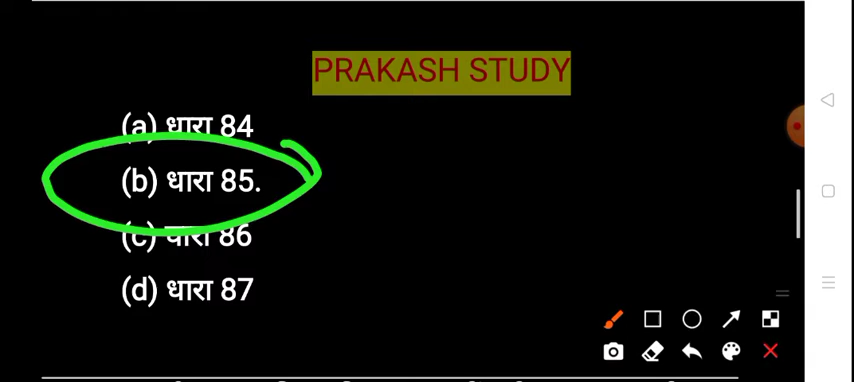 PRAKASH STUDY
(a) धारा 84
(b) धारा 85.
(c) धारा 86
(d) धारा 87